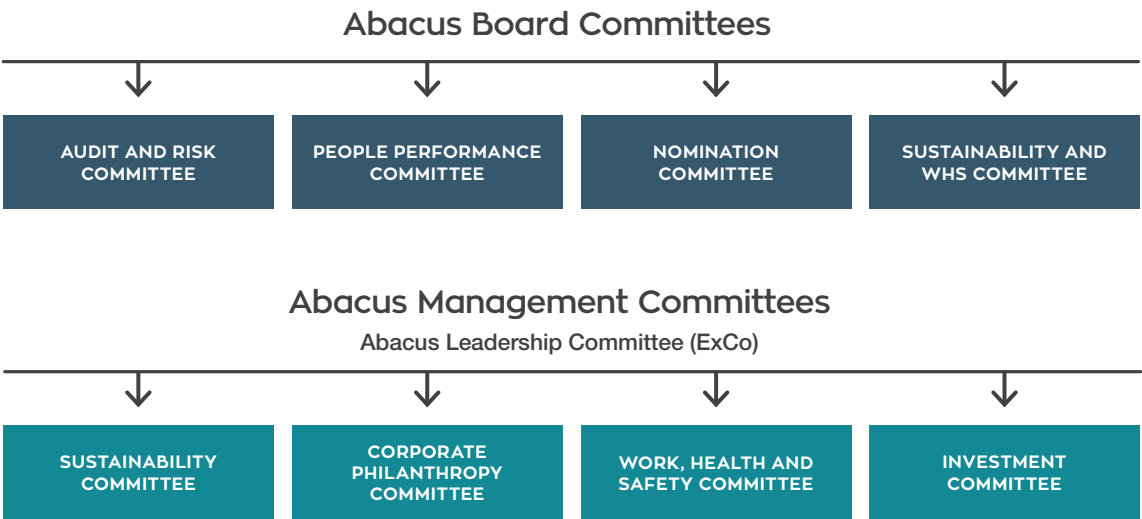 Abacus Board Committees
AUDIT AND RISK
COMMITTEE
PEOPLE PERFORMANCE
COMMITTEE
NOMINATION
COMMITTEE
SUSTAINABILITY AND
WHS COMMITTEE
Abacus Management Committees
Abacus Leadership Committee (ExCo)
SUSTAINABILITY
COMMITTEE
CORPORATE
PHILANTHROPY
COMMITTEE
WORK, HEALTH AND
SAFETY COMMITTEE
INVESTMENT
COMMITTEE